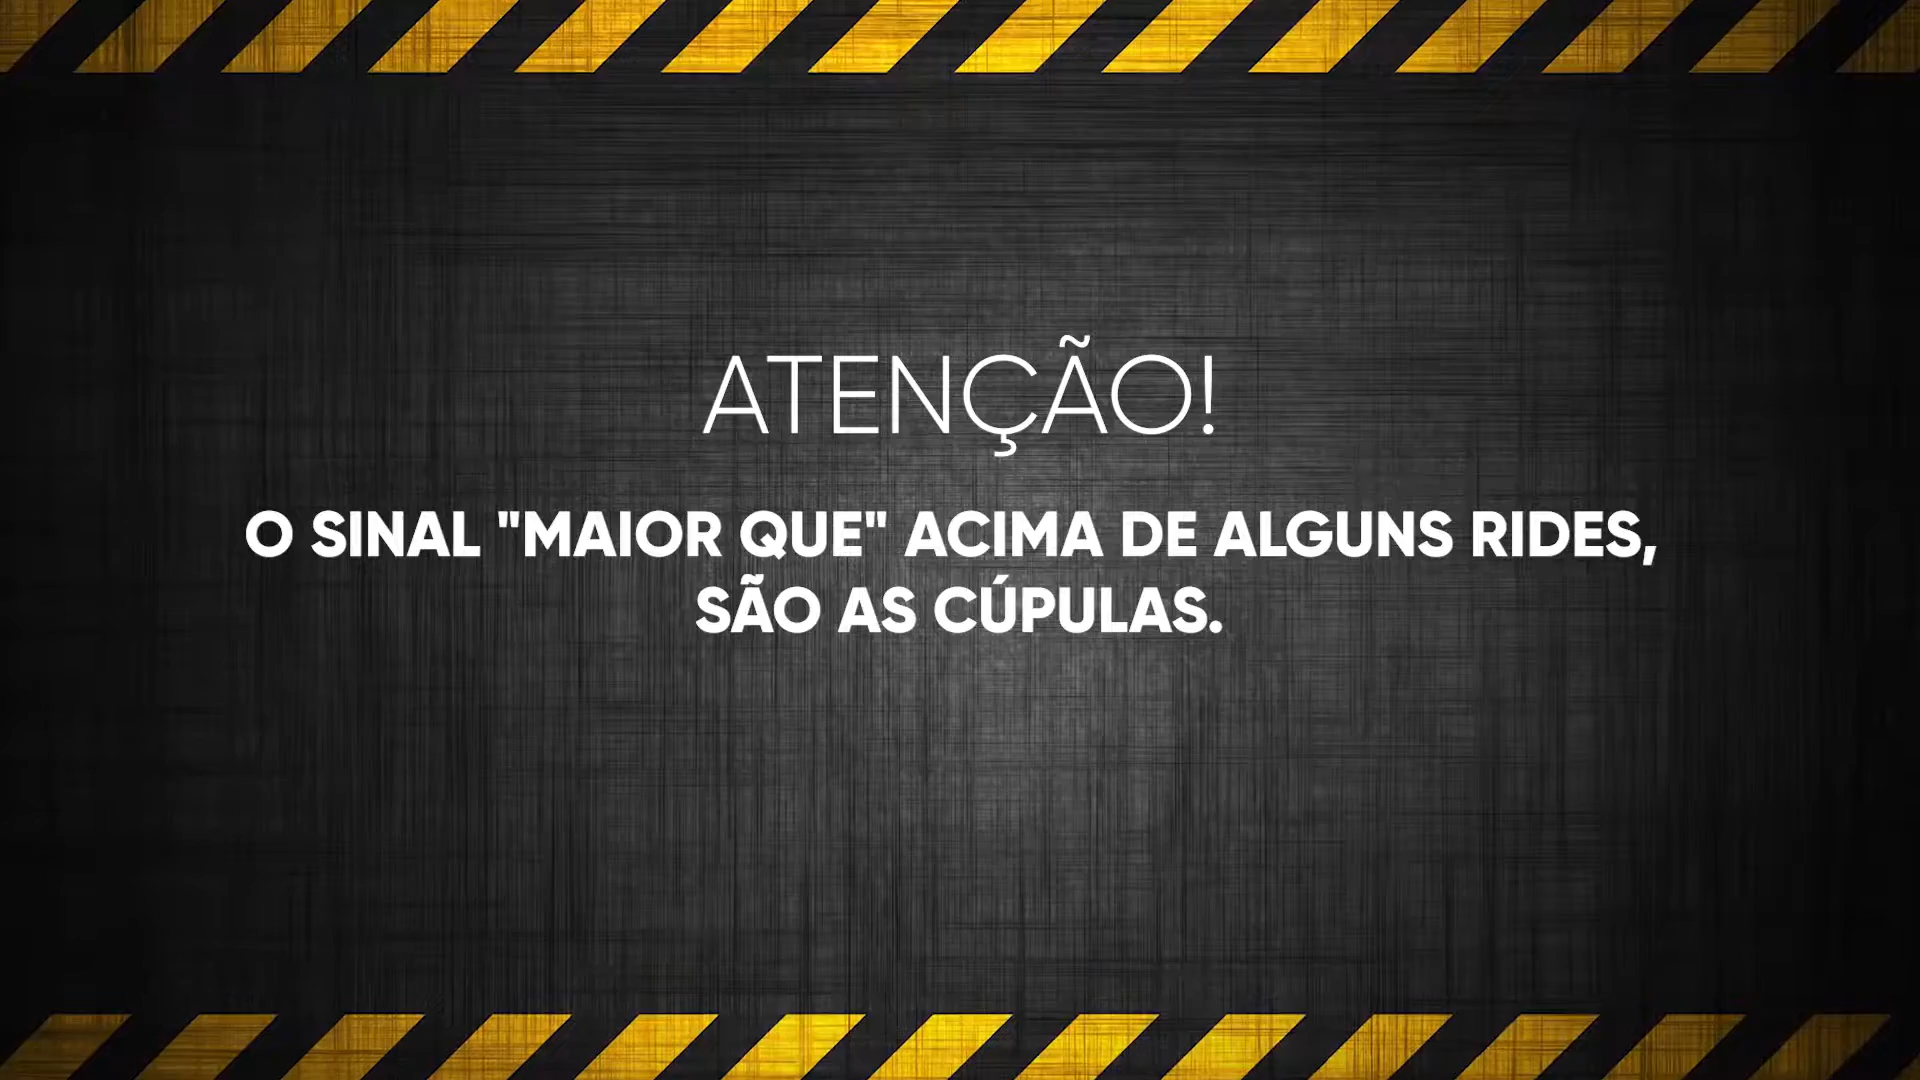 ATENÇÃO!
O SINAL "MAIOR QUE" ACIMA DE ALGUNS RIDES,
SÃO AS CÚPULAS.